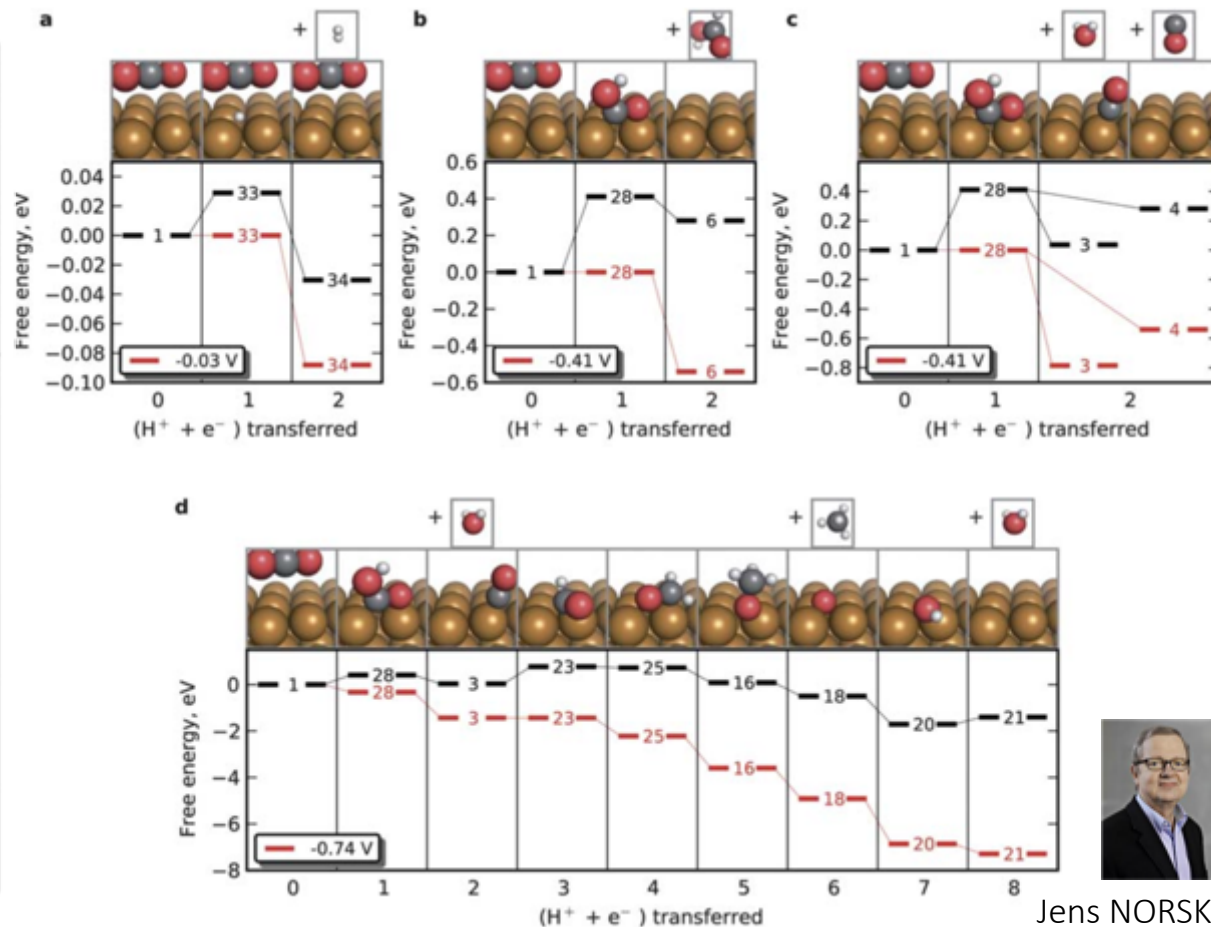 a
+
b
+
c
+ +
Free energy, eV
0.04
0.02
0.00
−0.02
−0.04
−0.06
−0.08
−0.10
1
33
33
34
34
-0.03 V
0 1 2
(H⁺ + e⁻ ) transferred
Free energy, eV
0.6
0.4
0.2
0.0
−0.2
−0.4
−0.6
1
28
28
6
6
-0.41 V
0 1 2
(H⁺ + e⁻ ) transferred
Free energy, eV
0.4
0.2
0.0
−0.2
−0.4
−0.6
−0.8
1
28
28
4
3
4
3
-0.41 V
0 1 2
(H⁺ + e⁻ ) transferred
d
+ + +
Free energy, eV
0
−2
−4
−6
−8
1 28 3 23 25 16 18 20 21
28 3 23 25 16 18 20 21
-0.74 V
0 1 2 3 4 5 6 7 8
(H⁺ + e⁻ ) transferred
Jens NORSK